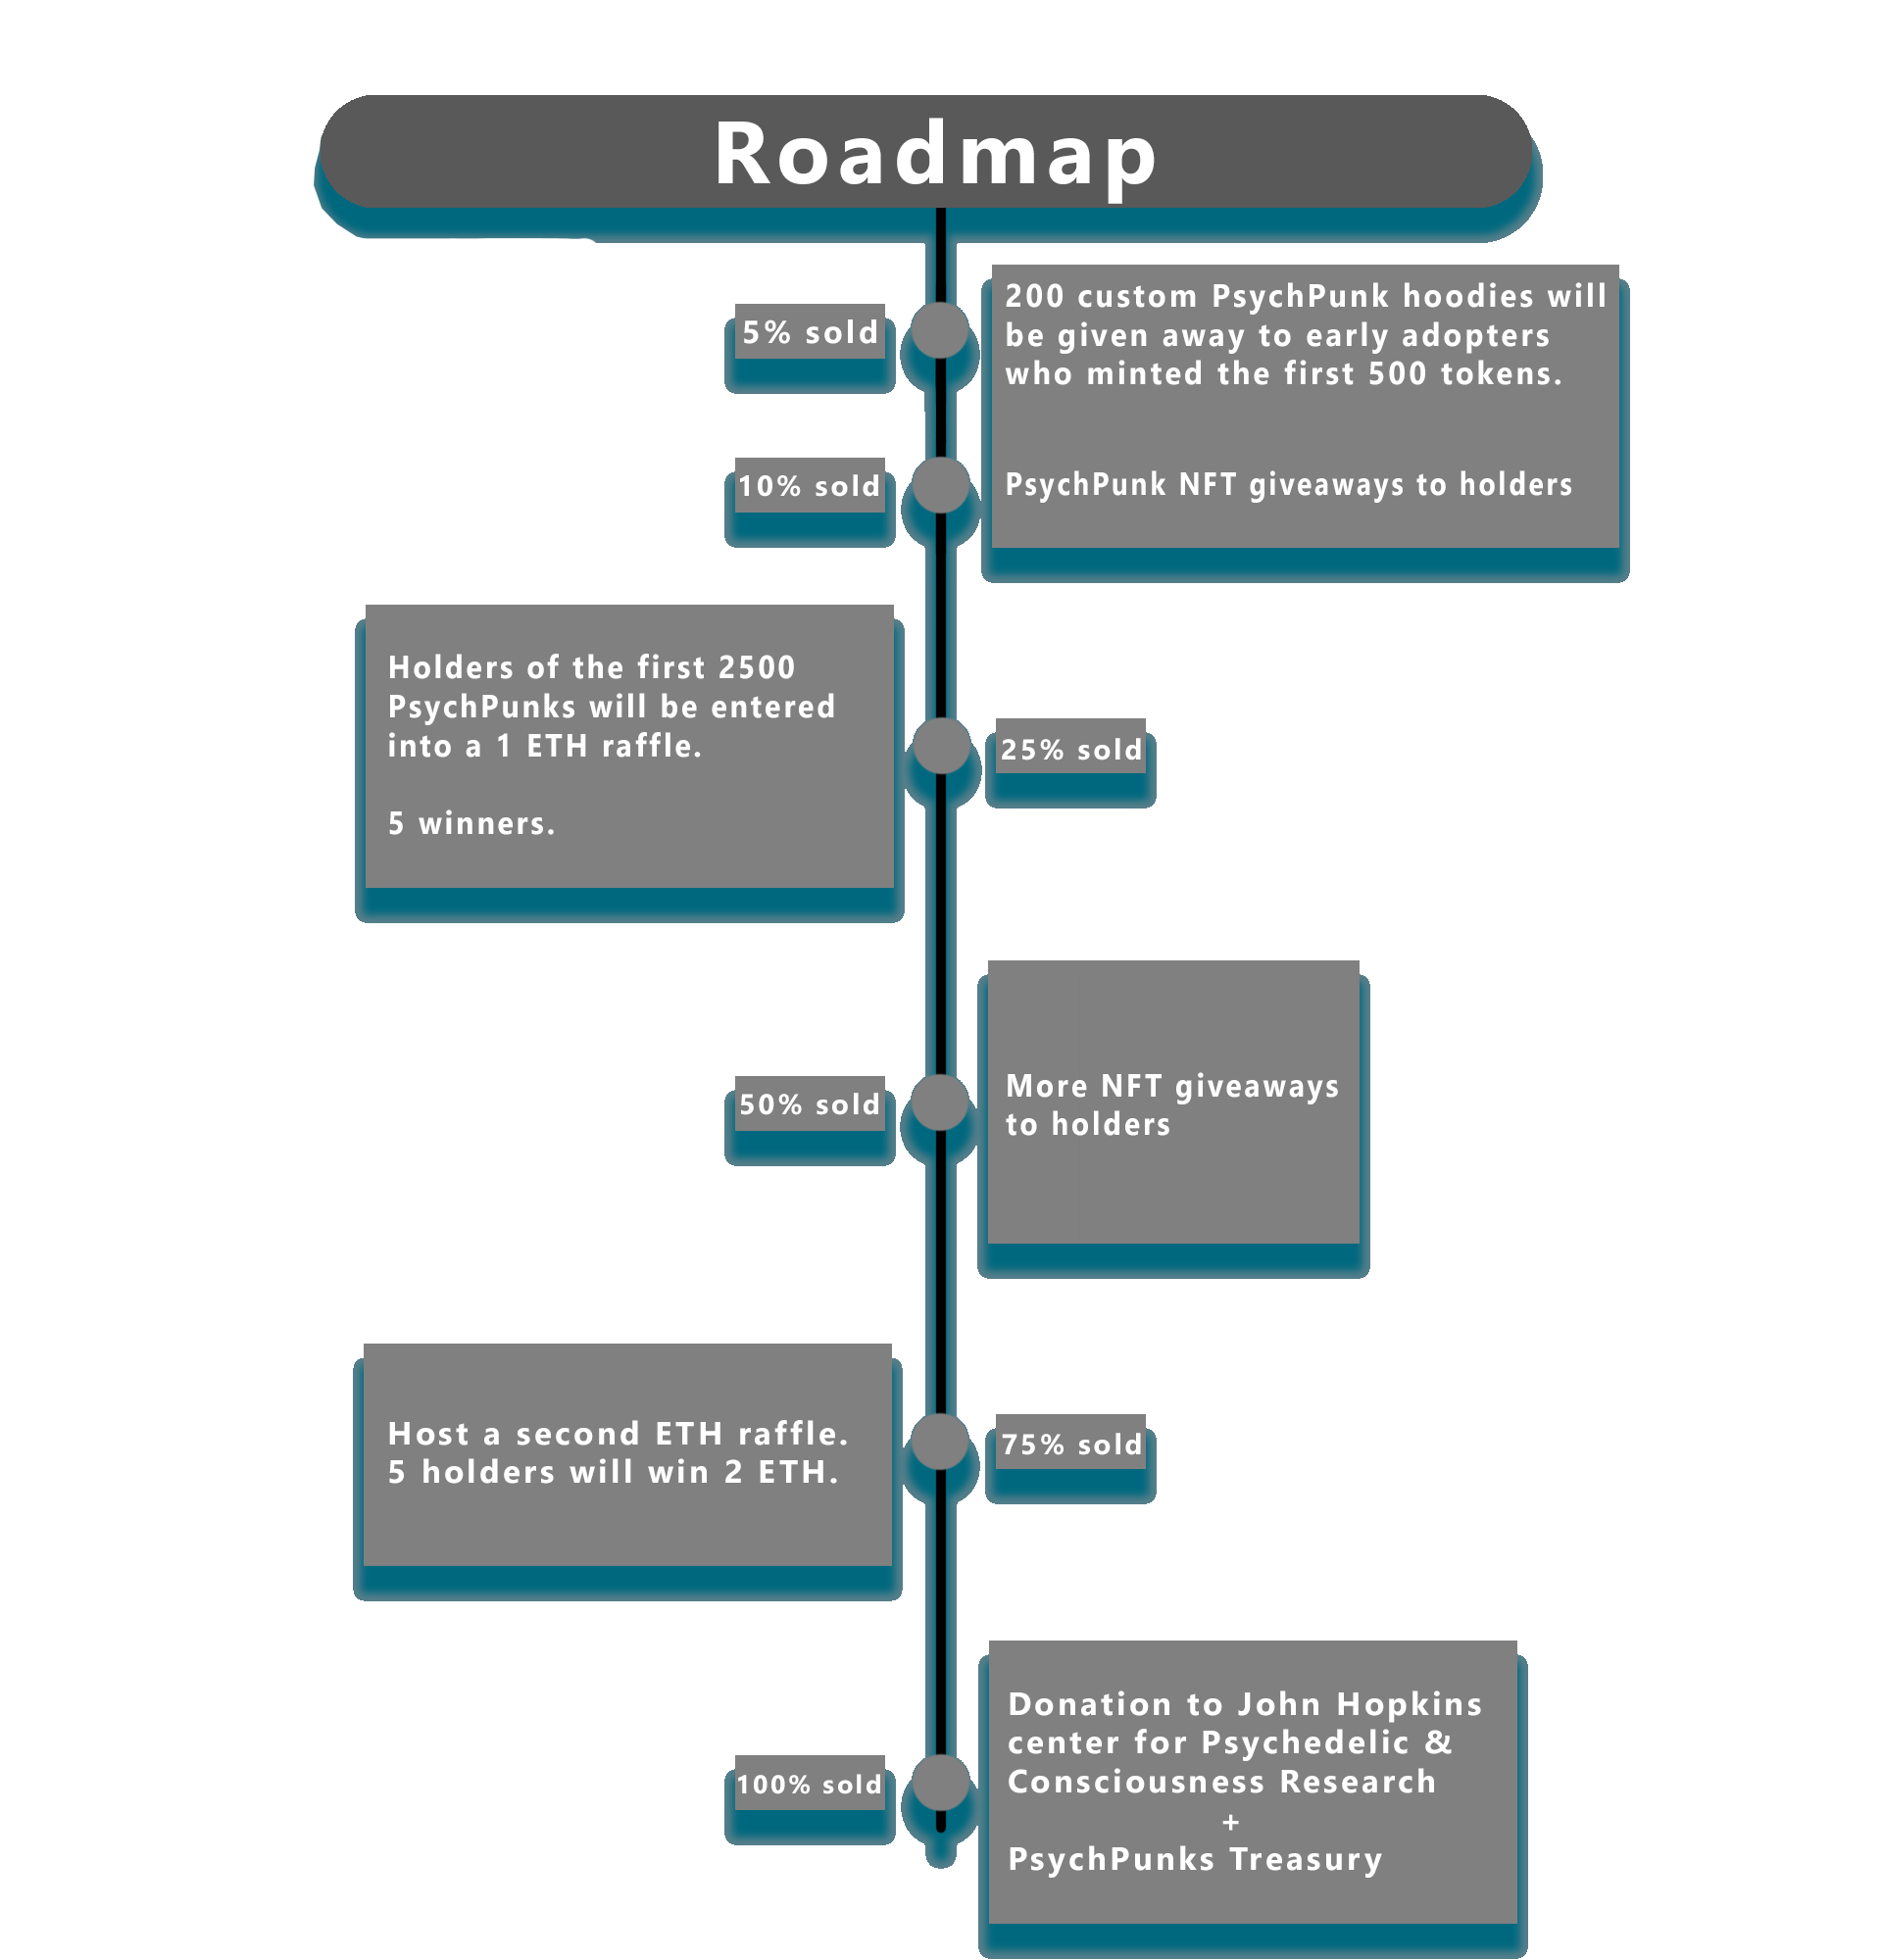 Roadmap
5% sold
200 custom PsychPunk hoodies will
be given away to early adopters
who minted the first 500 tokens.
10% sold
PsychPunk NFT giveaways to holders
Holders of the first 2500
PsychPunks will be entered
into a 1 ETH raffle.
5 winners.
25% sold
50% sold
More NFT giveaways
to holders
Host a second ETH raffle.
5 holders will win 2 ETH.
75% sold
100% sold
Donation to John Hopkins
center for Psychedelic &
Consciousness Research
+
PsychPunks Treasury